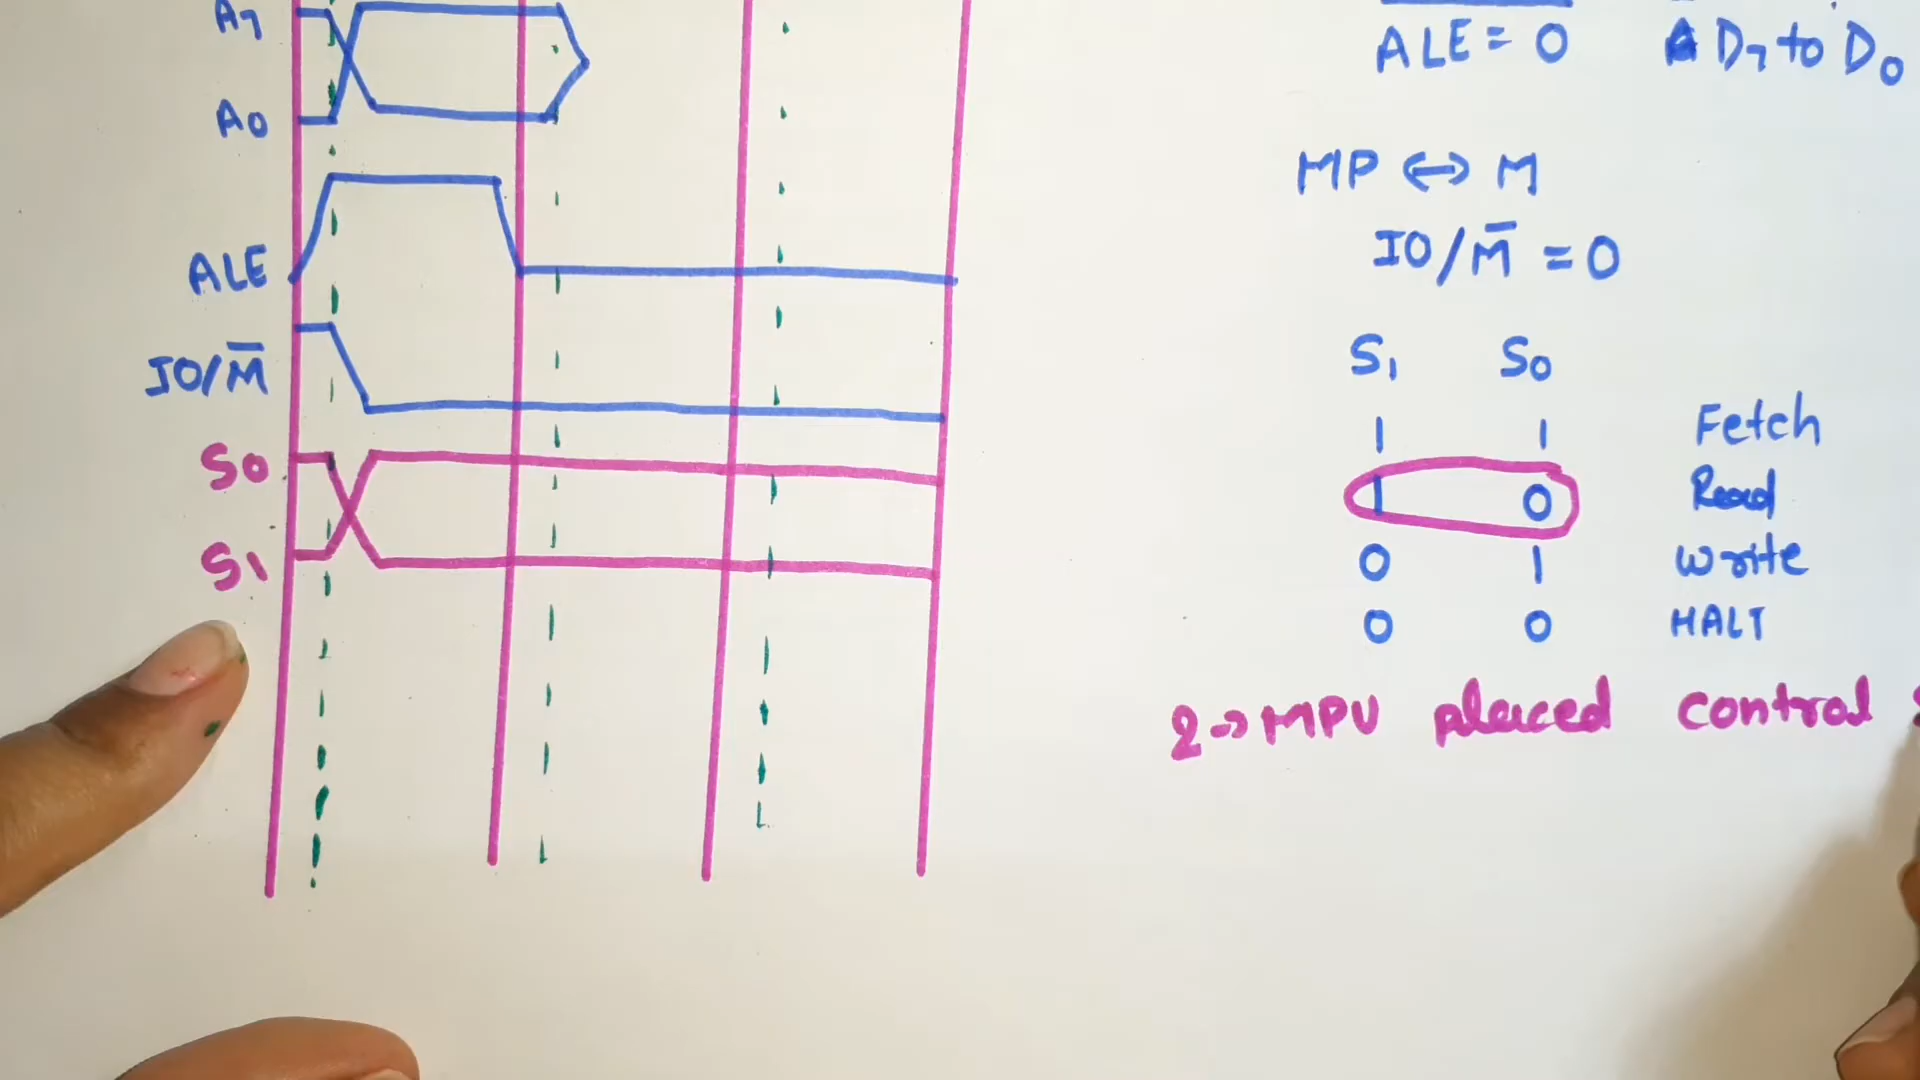 A7
A0
ALE
IO/M̅
S0
S1
ALE = 0 AD7 to D0
MP ↔ M
IO/M̅ = 0
S1 S0
1 1 Fetch
1 0 Read
0 1 write
0 0 HALT
2→ MPU placed control